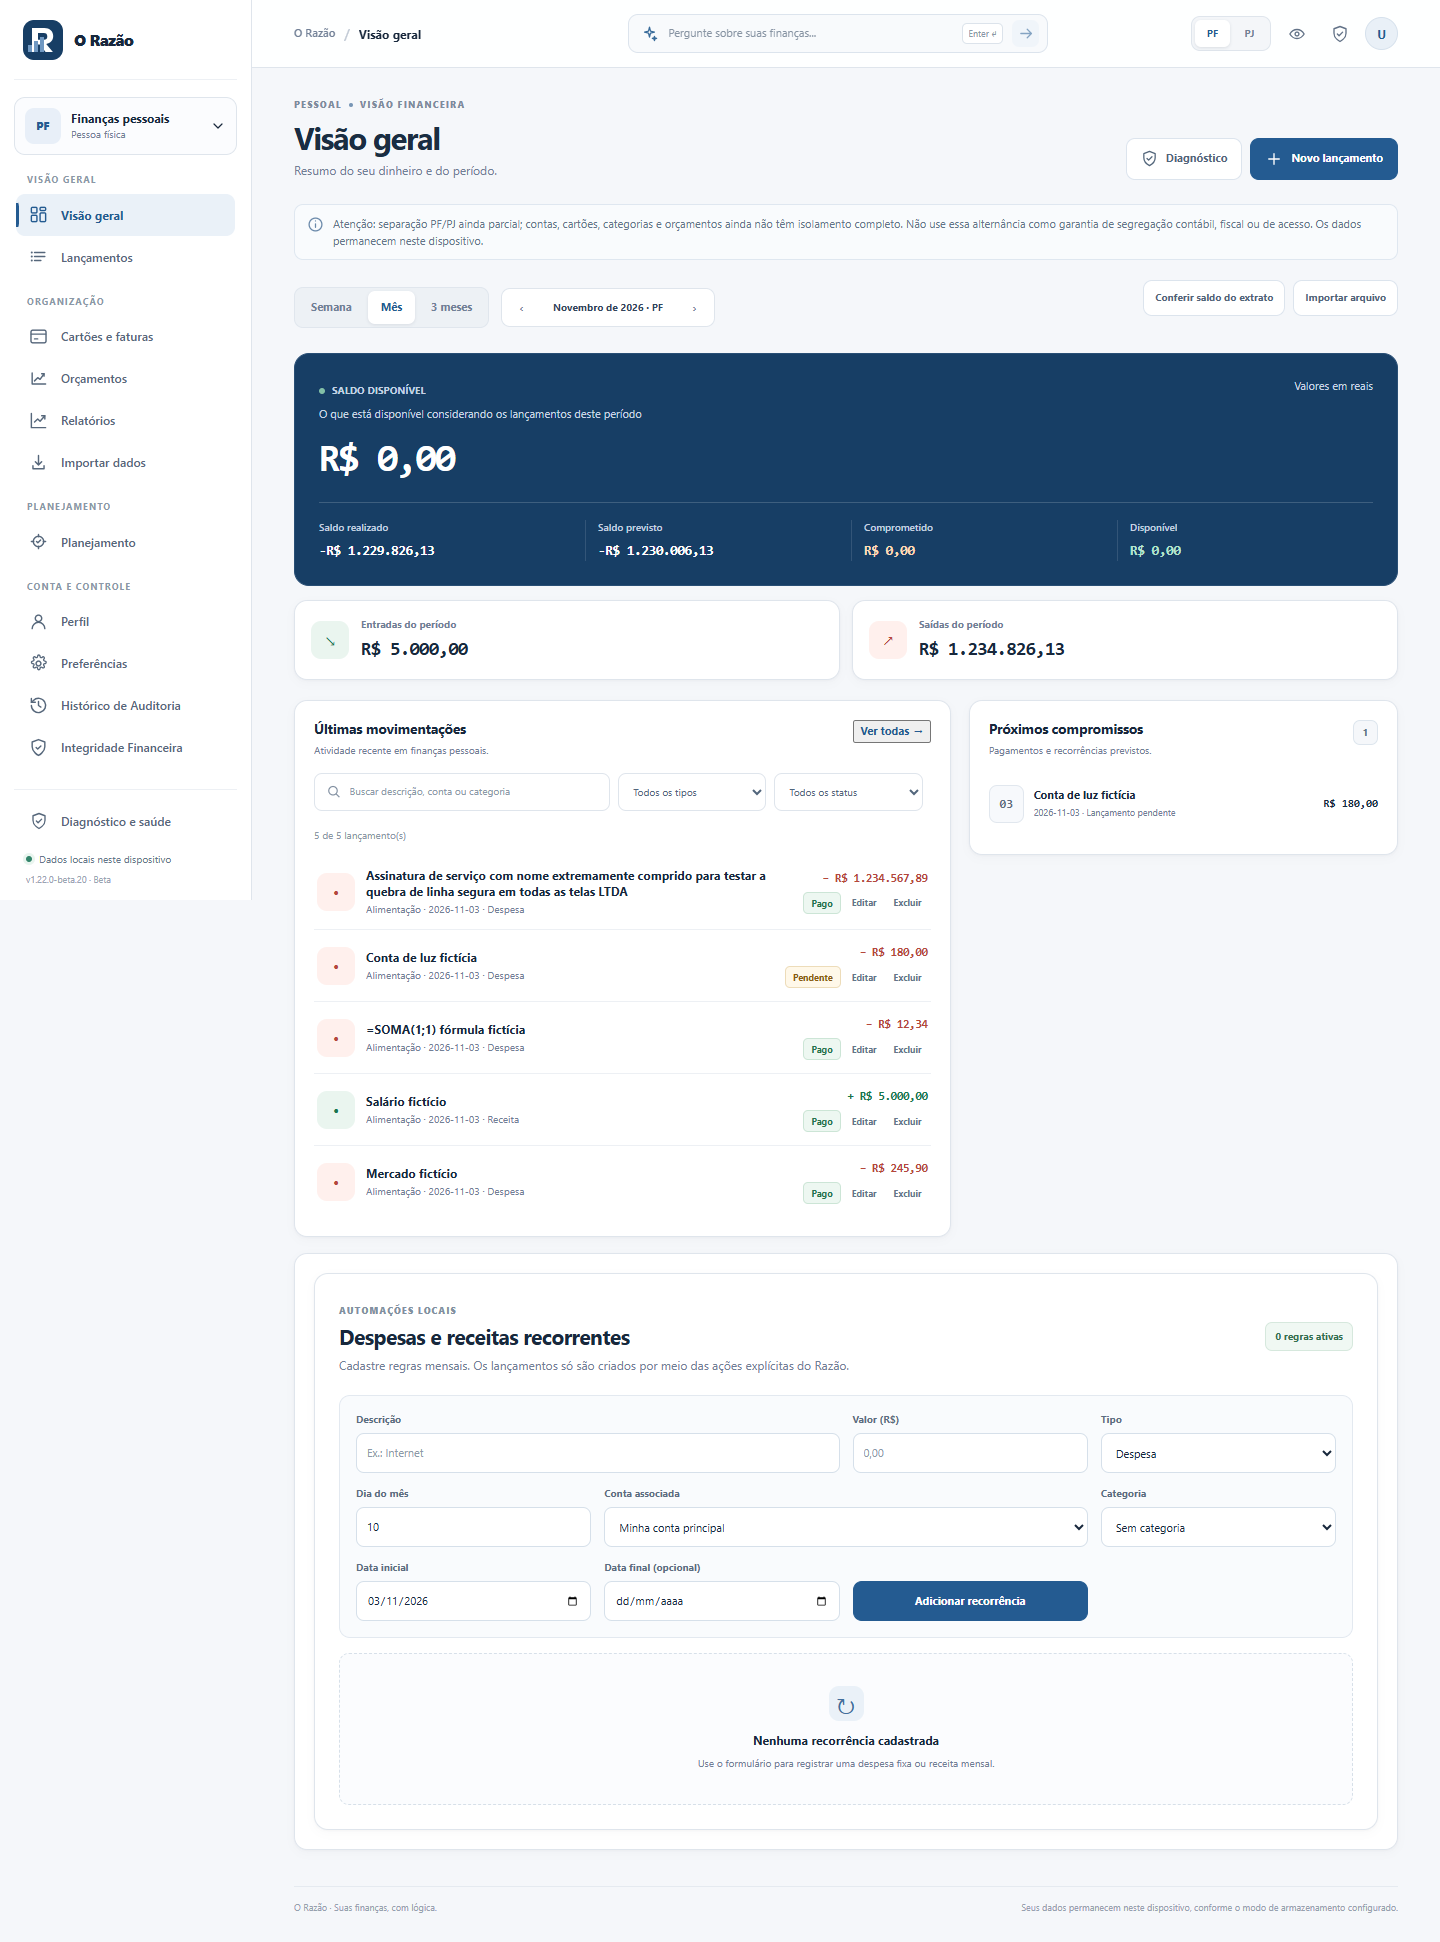 O Razão
PF
Finanças pessoais
Pessoa física
VISÃO GERAL
Visão geral
Lançamentos
ORGANIZAÇÃO
Cartões e faturas
Orçamentos
Relatórios
Importar dados
PLANEJAMENTO
Planejamento
CONTA E CONTROLE
Perfil
Preferências
Histórico de Auditoria
Integridade Financeira
Diagnóstico e saúde
Dados locais neste dispositivo
v1.22.0-beta.20 · Beta
O Razão / Visão geral
Pergunte sobre suas finanças...
Enter ↲
PF PJ
U
PESSOAL • VISÃO FINANCEIRA
Visão geral
Resumo do seu dinheiro e do período.
Diagnóstico
Novo lançamento
Atenção: separação PF/PJ ainda parcial; contas, cartões, categorias e orçamentos ainda não têm isolamento completo. Não use essa alternância como garantia de segregação contábil, fiscal ou de acesso. Os dados
permanecem neste dispositivo.
Semana Mês 3 meses
‹ Novembro de 2026 · PF ›
Conferir saldo do extrato
Importar arquivo
SALDO DISPONÍVEL
Valores em reais
O que está disponível considerando os lançamentos deste período
R$ 0,00
Saldo realizado
-R$ 1.229.826,13
Saldo previsto
-R$ 1.230.006,13
Comprometido
R$ 0,00
Disponível
R$ 0,00
Entradas do período
R$ 5.000,00
Saídas do período
R$ 1.234.826,13
Últimas movimentações
Atividade recente em finanças pessoais.
Ver todas →
Buscar descrição, conta ou categoria
Todos os tipos
Todos os status
5 de 5 lançamento(s)
Assinatura de serviço com nome extremamente comprido para testar a
quebra de linha segura em todas as telas LTDA
Alimentação · 2026-11-03 · Despesa
− R$ 1.234.567,89
Pago Editar Excluir
Conta de luz fictícia
Alimentação · 2026-11-03 · Despesa
− R$ 180,00
Pendente Editar Excluir
=SOMA(1;1) fórmula fictícia
Alimentação · 2026-11-03 · Despesa
− R$ 12,34
Pago Editar Excluir
Salário fictício
Alimentação · 2026-11-03 · Receita
+ R$ 5.000,00
Pago Editar Excluir
Mercado fictício
Alimentação · 2026-11-03 · Despesa
− R$ 245,90
Pago Editar Excluir
Próximos compromissos
Pagamentos e recorrências previstos.
1
03
Conta de luz fictícia
2026-11-03 · Lançamento pendente
R$ 180,00
AUTOMAÇÕES LOCAIS
Despesas e receitas recorrentes
Cadastre regras mensais. Os lançamentos só são criados por meio das ações explícitas do Razão.
0 regras ativas
Descrição
Ex.: Internet
Valor (R$)
0,00
Tipo
Despesa
Dia do mês
10
Conta associada
Minha conta principal
Categoria
Sem categoria
Data inicial
03/11/2026
Data final (opcional)
dd/mm/aaaa
Adicionar recorrência
Nenhuma recorrência cadastrada
Use o formulário para registrar uma despesa fixa ou receita mensal.
O Razão · Suas finanças, com lógica.
Seus dados permanecem neste dispositivo, conforme o modo de armazenamento configurado.